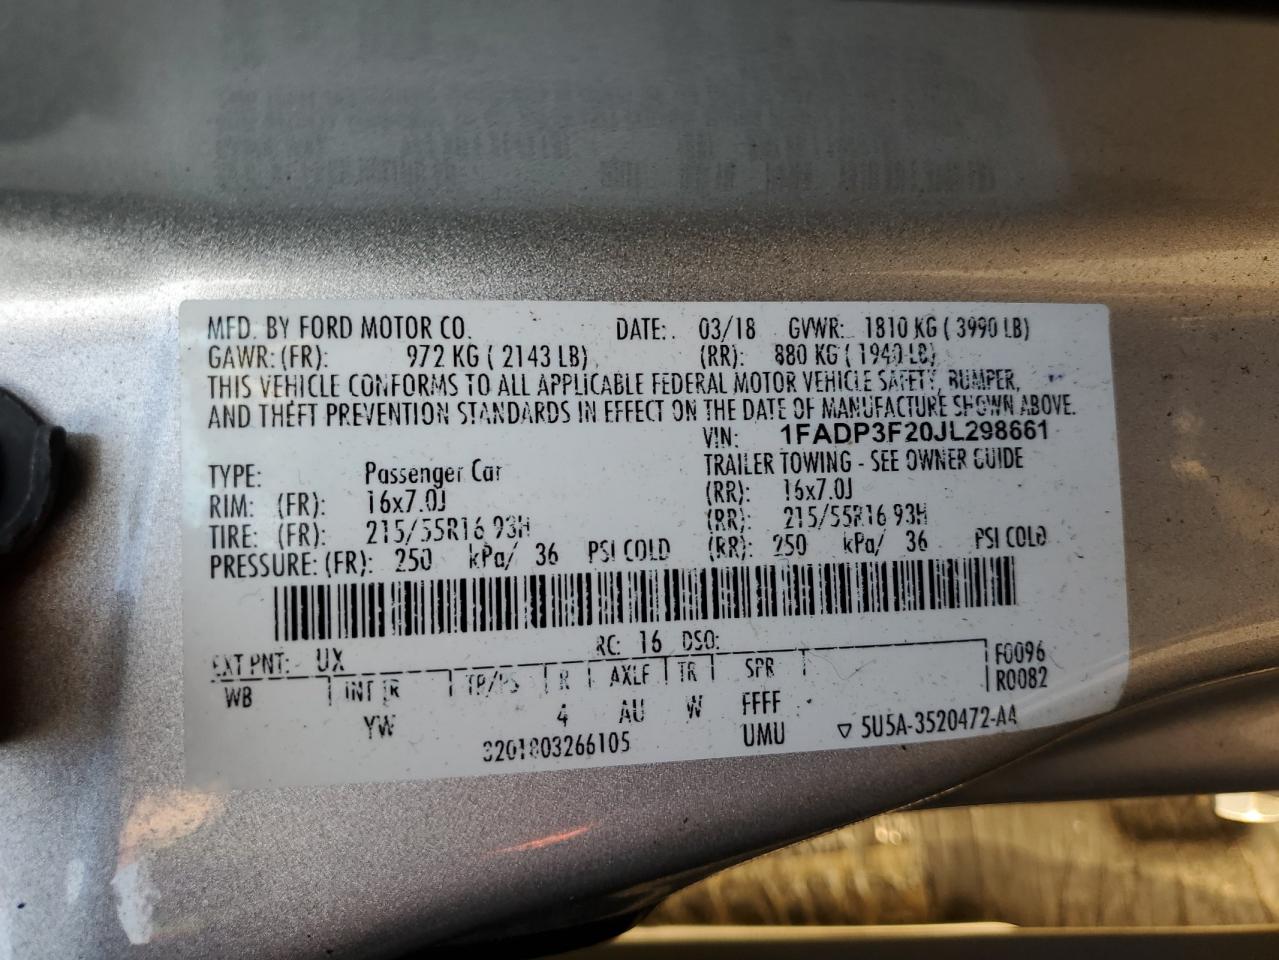 MFD. BY FORD MOTOR CO. DATE: 03/18 GVWR: 1810 KG ( 3990 LB)
GAWR: (FR): 972 KG ( 2143 LB) (RR): 880 KG ( 1940 LB)
THIS VEHICLE CONFORMS TO ALL APPLICABLE FEDERAL MOTOR VEHICLE SAFETY, BUMPER,
AND THEFT PREVENTION STANDARDS IN EFFECT ON THE DATE OF MANUFACTURE SHOWN ABOVE.
VIN: 1FADP3F20JL298661
TYPE: Passenger Car TRAILER TOWING - SEE OWNER GUIDE
RIM: (FR): 16x7.0J (RR): 16x7.0J
TIRE: (FR): 215/55R16 93H (RR): 215/55R16 93H
PRESSURE: (FR): 250 kPa/ 36 PSI COLD (RR): 250 kPa/ 36 PSI COLD
EXT PNT: UX RC: 16 DSO: F0096
WB INT TR TP/PS R AXLE TR SPR R0082
YW 4 AU W FFFF
3201803266105 UMU ▽ 5U5A-3520472-AA